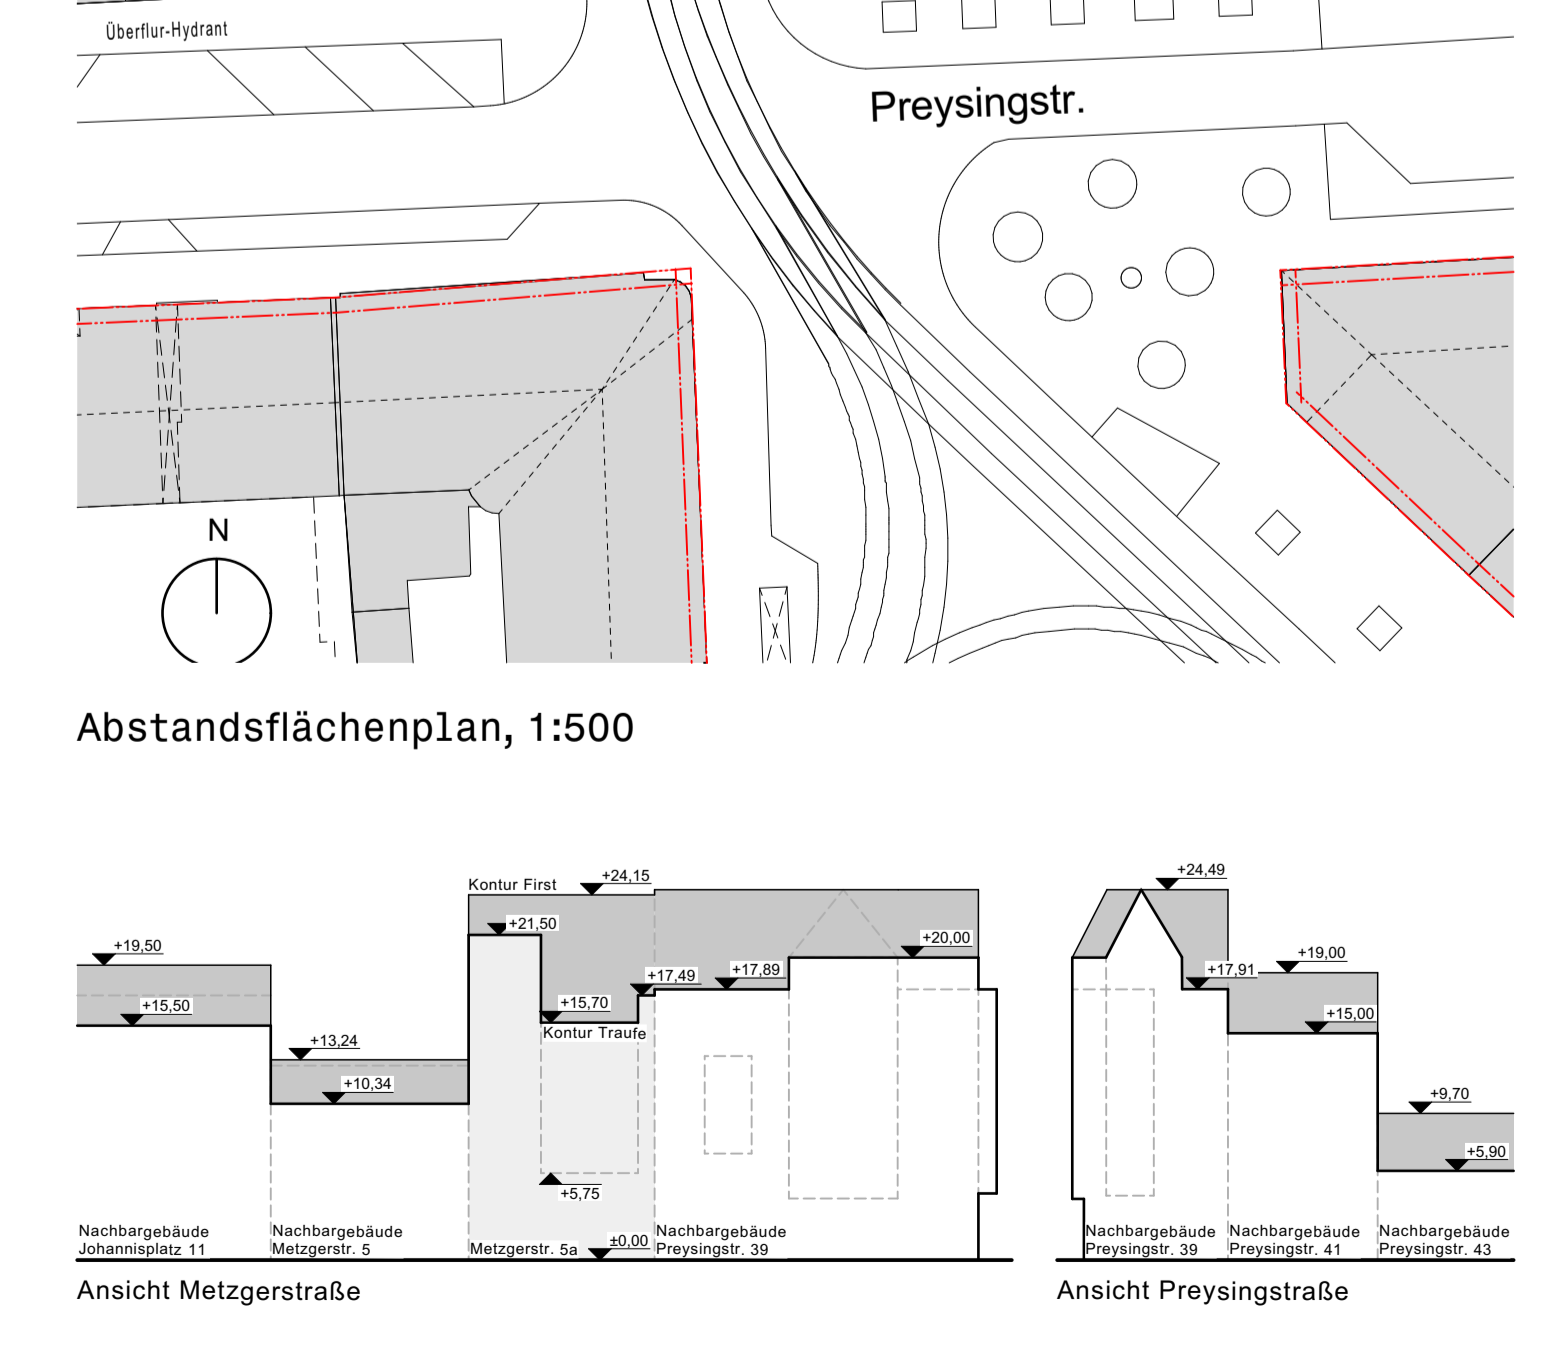 Überflur-Hydrant
Preysingstr.
N
Abstandsflächenplan, 1:500
+24,49
+24,15
Kontur First
+21,50
+20,00
+19,50
+19,00
+17,49
+17,89
+17,91
+15,50
+15,70
+15,00
Kontur Traufe
+13,24
+10,34
+9,70
+5,90
+5,75
±0,00
Nachbargebäude
Johannisplatz 11
Nachbargebäude
Metzgerstr. 5
Metzgerstr. 5a
Nachbargebäude
Preysingstr. 39
Nachbargebäude
Preysingstr. 39
Nachbargebäude
Preysingstr. 41
Nachbargebäude
Preysingstr. 43
Ansicht Metzgerstraße
Ansicht Preysingstraße